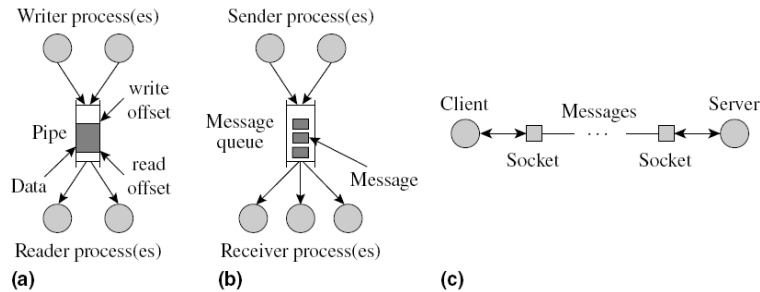 Writer process(es)
write
offset
Pipe
Data
read
offset
Reader process(es)
(a)
Sender process(es)
Message
queue
Message
Receiver process(es)
(b)
Client
Messages
Server
. . .
Socket
Socket
(c)